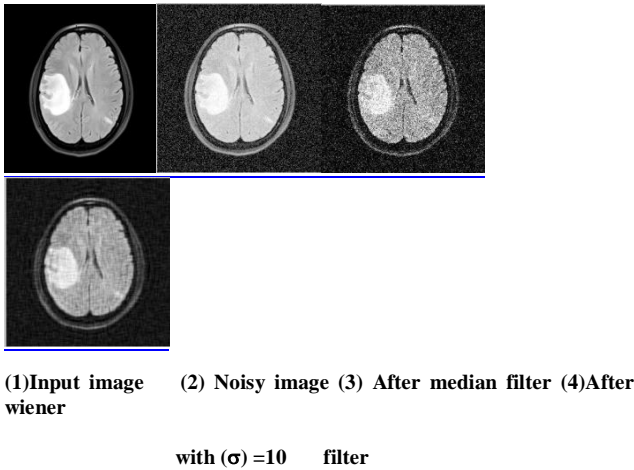 (1)Input image (2) Noisy image (3) After median filter (4)After
wiener
with (σ) =10 filter